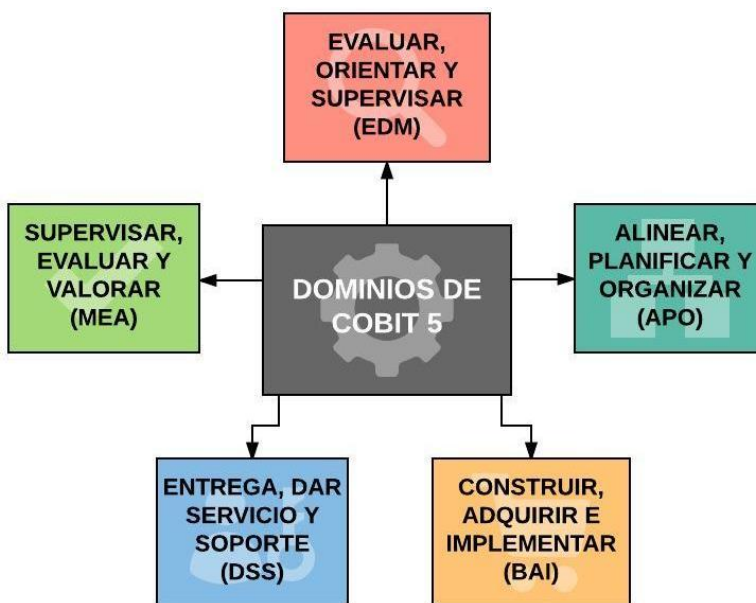 EVALUAR,
ORIENTAR Y
SUPERVISAR
(EDM)
SUPERVISAR,
EVALUAR Y
VALORAR
(MEA)
DOMINIOS DE
COBIT 5
ALINEAR,
PLANIFICAR Y
ORGANIZAR
(APO)
ENTREGA, DAR
SERVICIO Y
SOPORTE
(DSS)
CONSTRUIR,
ADQUIRIR E
IMPLEMENTAR
(BAI)